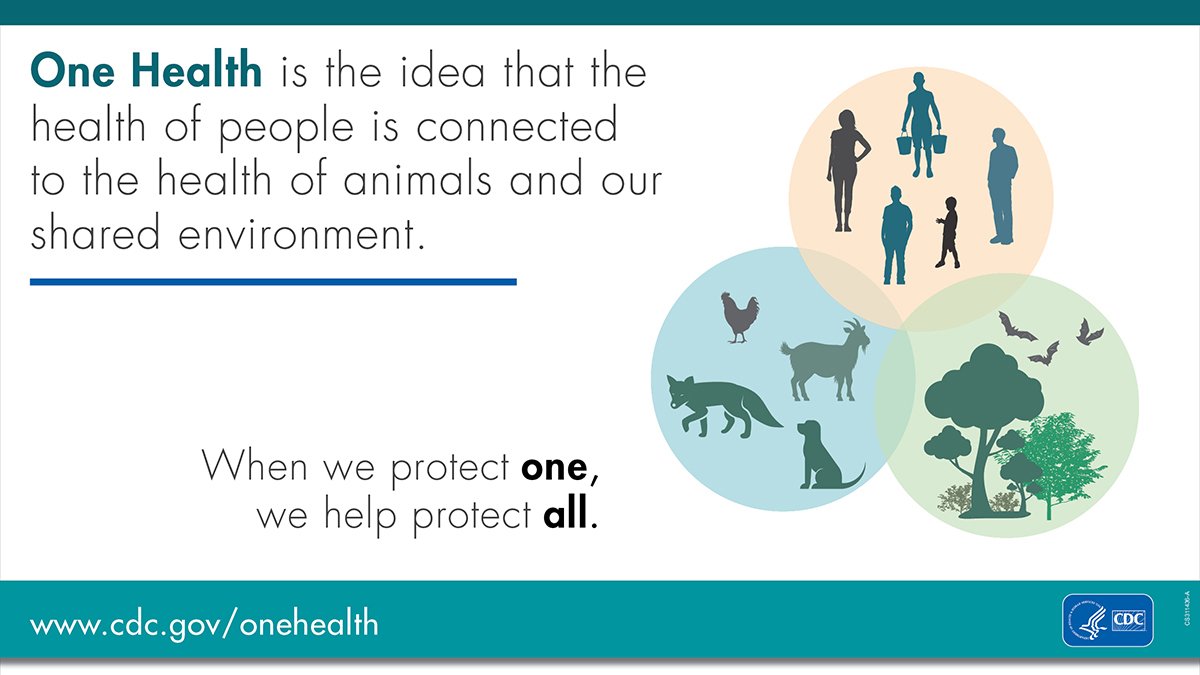 One Health is the idea that the
health of people is connected
to the health of animals and our
shared environment.
When we protect one,
we help protect all.
www.cdc.gov/onehealth
CDC
CS311436-A